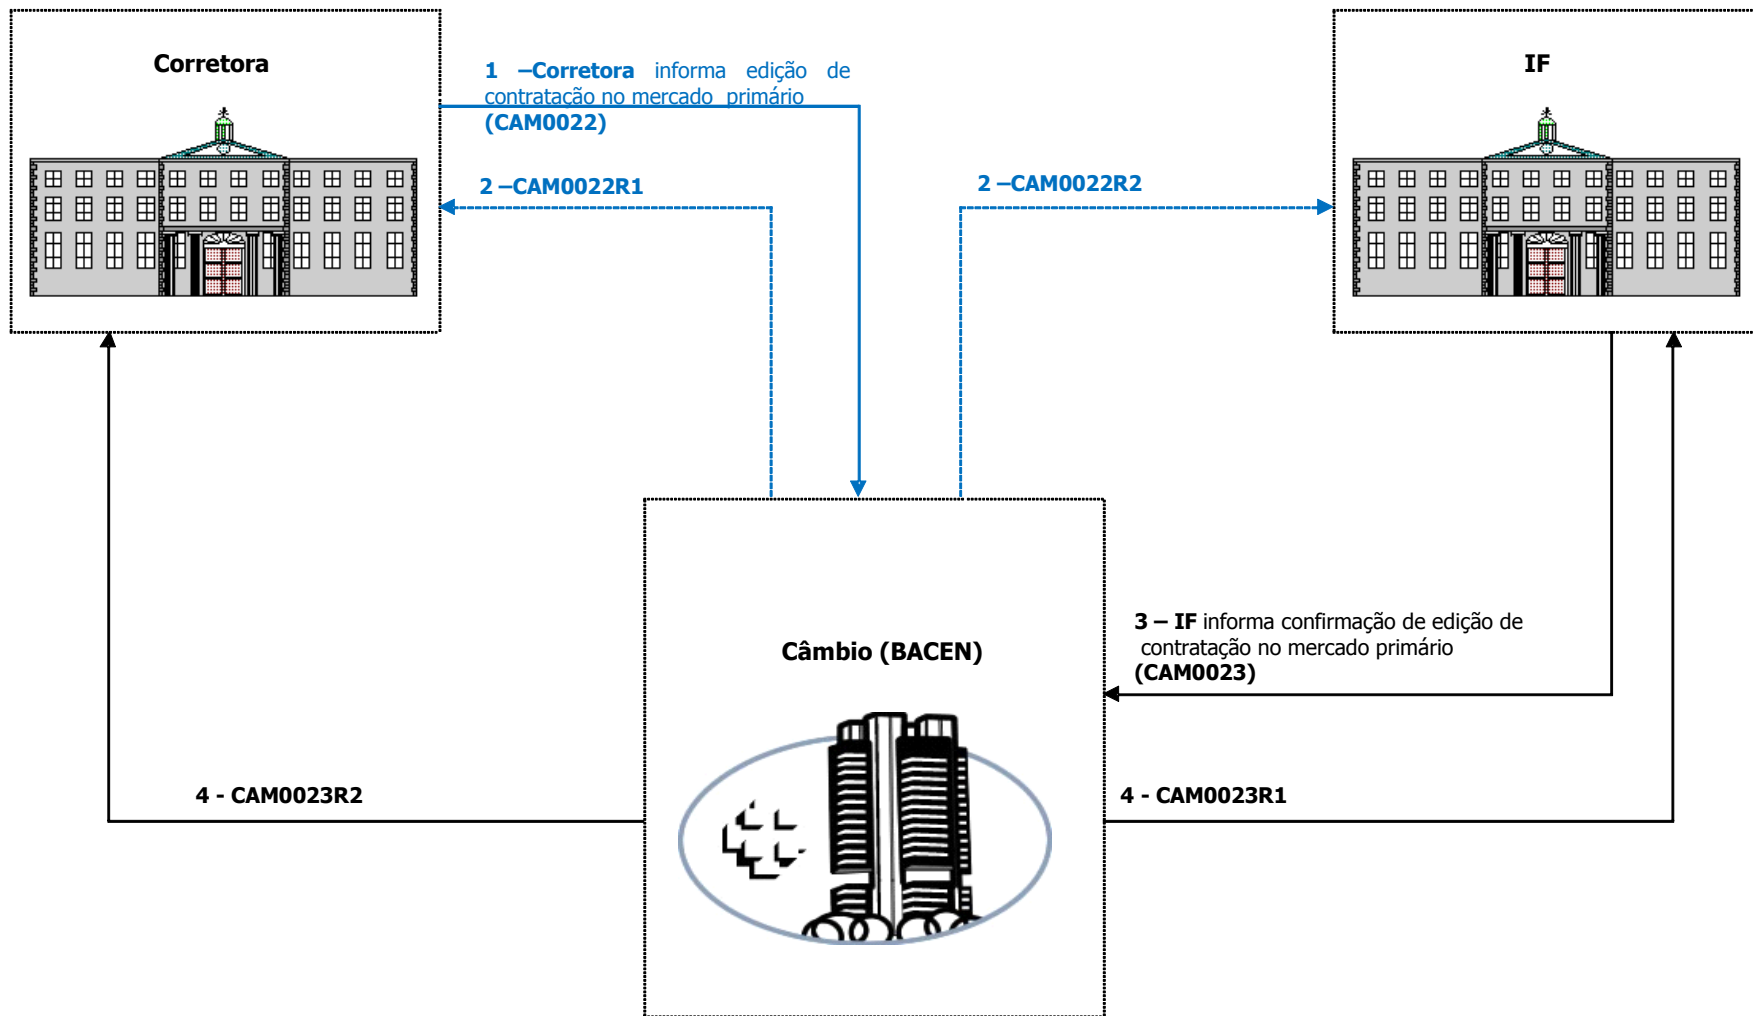 Corretora
IF
1 –Corretora informa edição de
contratação no mercado primário
(CAM0022)
2 –CAM0022R1
2 –CAM0022R2
3 – IF informa confirmação de edição de
contratação no mercado primário
(CAM0023)
Câmbio (BACEN)
4 - CAM0023R2
4 - CAM0023R1